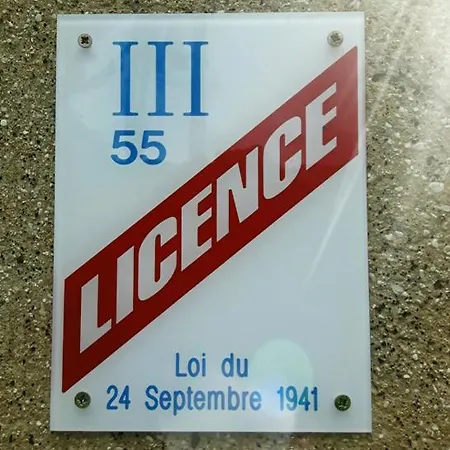 III
55
LICENCE
Loi du
24 Septembre 1941